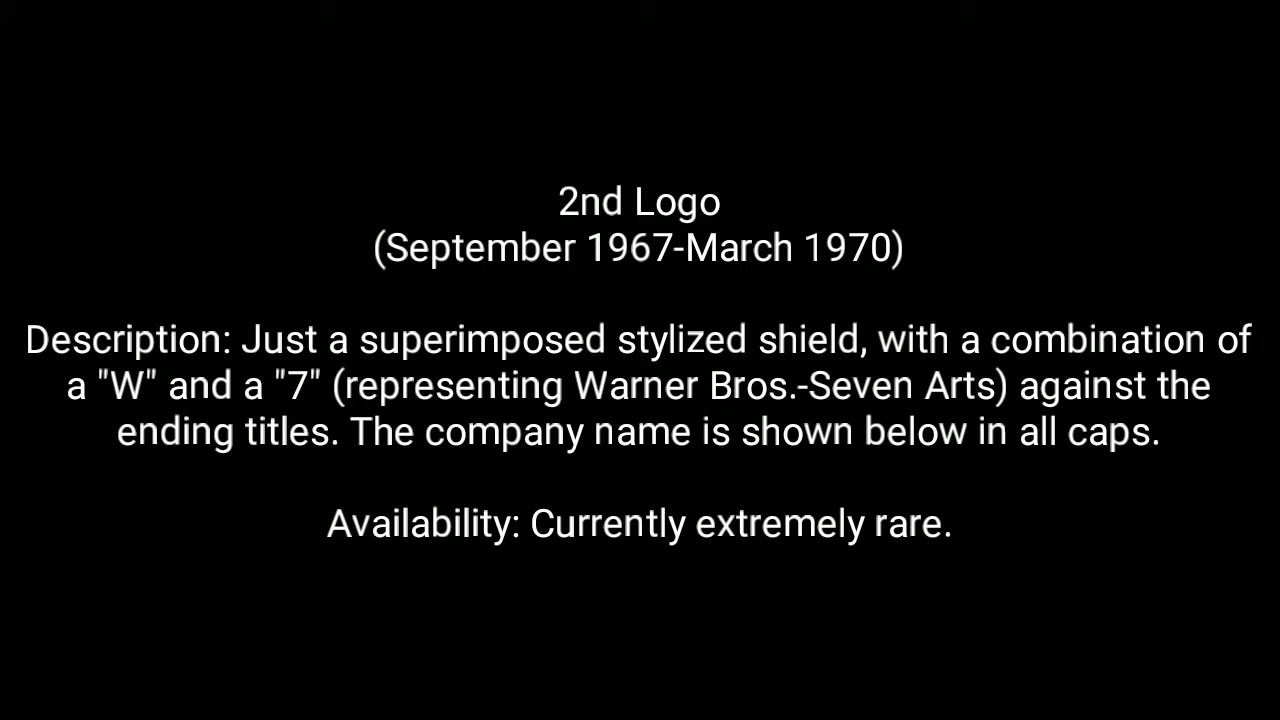 2nd Logo
(September 1967-March 1970)
Description: Just a superimposed stylized shield, with a combination of
a "W" and a "7" (representing Warner Bros.-Seven Arts) against the
ending titles. The company name is shown below in all caps.
Availability: Currently extremely rare.